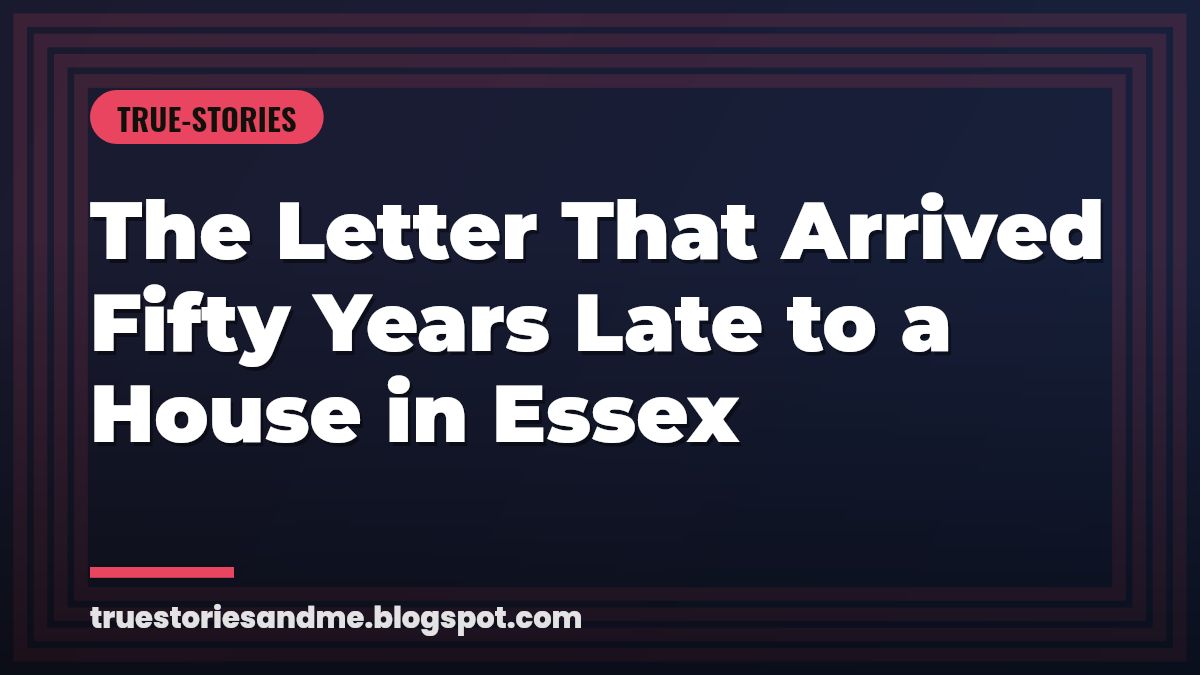 TRUE-STORIES
The Letter That Arrived
Fifty Years Late to a
House in Essex
truestoriesandme.blogspot.com